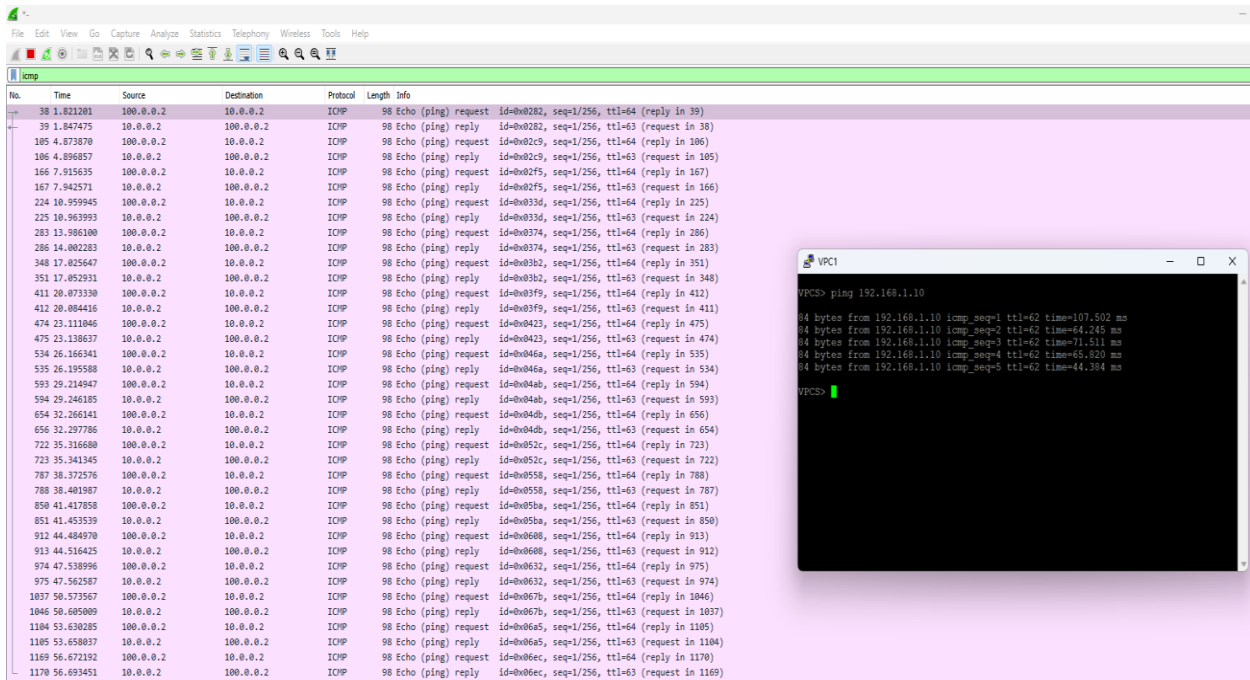 *-
File Edit View Go Capture Analyze Statistics Telephony Wireless Tools Help
icmp
No. Time Source Destination Protocol Length Info
38 1.821201 100.0.0.2 10.0.0.2 ICMP 98 Echo (ping) request id=0x0282, seq=1/256, ttl=64 (reply in 39)
39 1.847475 10.0.0.2 100.0.0.2 ICMP 98 Echo (ping) reply id=0x0282, seq=1/256, ttl=63 (request in 38)
105 4.873870 100.0.0.2 10.0.0.2 ICMP 98 Echo (ping) request id=0x02c9, seq=1/256, ttl=64 (reply in 106)
106 4.896857 10.0.0.2 100.0.0.2 ICMP 98 Echo (ping) reply id=0x02c9, seq=1/256, ttl=63 (request in 105)
166 7.915635 100.0.0.2 10.0.0.2 ICMP 98 Echo (ping) request id=0x02f5, seq=1/256, ttl=64 (reply in 167)
167 7.942571 10.0.0.2 100.0.0.2 ICMP 98 Echo (ping) reply id=0x02f5, seq=1/256, ttl=63 (request in 166)
224 10.959945 100.0.0.2 10.0.0.2 ICMP 98 Echo (ping) request id=0x033d, seq=1/256, ttl=64 (reply in 225)
225 10.963993 10.0.0.2 100.0.0.2 ICMP 98 Echo (ping) reply id=0x033d, seq=1/256, ttl=63 (request in 224)
283 13.986100 100.0.0.2 10.0.0.2 ICMP 98 Echo (ping) request id=0x0374, seq=1/256, ttl=64 (reply in 286)
286 14.002283 10.0.0.2 100.0.0.2 ICMP 98 Echo (ping) reply id=0x0374, seq=1/256, ttl=63 (request in 283)
348 17.025647 100.0.0.2 10.0.0.2 ICMP 98 Echo (ping) request id=0x03b2, seq=1/256, ttl=64 (reply in 351)
351 17.052931 10.0.0.2 100.0.0.2 ICMP 98 Echo (ping) reply id=0x03b2, seq=1/256, ttl=63 (request in 348)
411 20.073330 100.0.0.2 10.0.0.2 ICMP 98 Echo (ping) request id=0x03f9, seq=1/256, ttl=64 (reply in 412)
412 20.084416 10.0.0.2 100.0.0.2 ICMP 98 Echo (ping) reply id=0x03f9, seq=1/256, ttl=63 (request in 411)
474 23.111046 100.0.0.2 10.0.0.2 ICMP 98 Echo (ping) request id=0x0423, seq=1/256, ttl=64 (reply in 475)
475 23.138637 10.0.0.2 100.0.0.2 ICMP 98 Echo (ping) reply id=0x0423, seq=1/256, ttl=63 (request in 474)
534 26.166341 100.0.0.2 10.0.0.2 ICMP 98 Echo (ping) request id=0x046a, seq=1/256, ttl=64 (reply in 535)
535 26.195588 10.0.0.2 100.0.0.2 ICMP 98 Echo (ping) reply id=0x046a, seq=1/256, ttl=63 (request in 534)
593 29.214947 100.0.0.2 10.0.0.2 ICMP 98 Echo (ping) request id=0x04ab, seq=1/256, ttl=64 (reply in 594)
594 29.246185 10.0.0.2 100.0.0.2 ICMP 98 Echo (ping) reply id=0x04ab, seq=1/256, ttl=63 (request in 593)
654 32.266141 100.0.0.2 10.0.0.2 ICMP 98 Echo (ping) request id=0x04db, seq=1/256, ttl=64 (reply in 656)
656 32.297786 10.0.0.2 100.0.0.2 ICMP 98 Echo (ping) reply id=0x04db, seq=1/256, ttl=63 (request in 654)
722 35.316680 100.0.0.2 10.0.0.2 ICMP 98 Echo (ping) request id=0x052c, seq=1/256, ttl=64 (reply in 723)
723 35.341345 10.0.0.2 100.0.0.2 ICMP 98 Echo (ping) reply id=0x052c, seq=1/256, ttl=63 (request in 722)
787 38.372576 100.0.0.2 10.0.0.2 ICMP 98 Echo (ping) request id=0x0558, seq=1/256, ttl=64 (reply in 788)
788 38.401987 10.0.0.2 100.0.0.2 ICMP 98 Echo (ping) reply id=0x0558, seq=1/256, ttl=63 (request in 787)
850 41.417858 100.0.0.2 10.0.0.2 ICMP 98 Echo (ping) request id=0x05ba, seq=1/256, ttl=64 (reply in 851)
851 41.453539 10.0.0.2 100.0.0.2 ICMP 98 Echo (ping) reply id=0x05ba, seq=1/256, ttl=63 (request in 850)
912 44.484970 100.0.0.2 10.0.0.2 ICMP 98 Echo (ping) request id=0x0608, seq=1/256, ttl=64 (reply in 913)
913 44.516425 10.0.0.2 100.0.0.2 ICMP 98 Echo (ping) reply id=0x0608, seq=1/256, ttl=63 (request in 912)
974 47.538996 100.0.0.2 10.0.0.2 ICMP 98 Echo (ping) request id=0x0632, seq=1/256, ttl=64 (reply in 975)
975 47.562587 10.0.0.2 100.0.0.2 ICMP 98 Echo (ping) reply id=0x0632, seq=1/256, ttl=63 (request in 974)
1037 50.573567 100.0.0.2 10.0.0.2 ICMP 98 Echo (ping) request id=0x067b, seq=1/256, ttl=64 (reply in 1046)
1046 50.605009 10.0.0.2 100.0.0.2 ICMP 98 Echo (ping) reply id=0x067b, seq=1/256, ttl=63 (request in 1037)
1104 53.630285 100.0.0.2 10.0.0.2 ICMP 98 Echo (ping) request id=0x06a5, seq=1/256, ttl=64 (reply in 1105)
1105 53.658037 10.0.0.2 100.0.0.2 ICMP 98 Echo (ping) reply id=0x06a5, seq=1/256, ttl=63 (request in 1104)
1169 56.672192 100.0.0.2 10.0.0.2 ICMP 98 Echo (ping) request id=0x06ec, seq=1/256, ttl=64 (reply in 1170)
1170 56.693451 10.0.0.2 100.0.0.2 ICMP 98 Echo (ping) reply id=0x06ec, seq=1/256, ttl=63 (request in 1169)
VPC1
VPCS> ping 192.168.1.10
84 bytes from 192.168.1.10 icmp_seq=1 ttl=62 time=107.502 ms
84 bytes from 192.168.1.10 icmp_seq=2 ttl=62 time=64.245 ms
84 bytes from 192.168.1.10 icmp_seq=3 ttl=62 time=71.511 ms
84 bytes from 192.168.1.10 icmp_seq=4 ttl=62 time=65.820 ms
84 bytes from 192.168.1.10 icmp_seq=5 ttl=62 time=44.384 ms
VPCS>